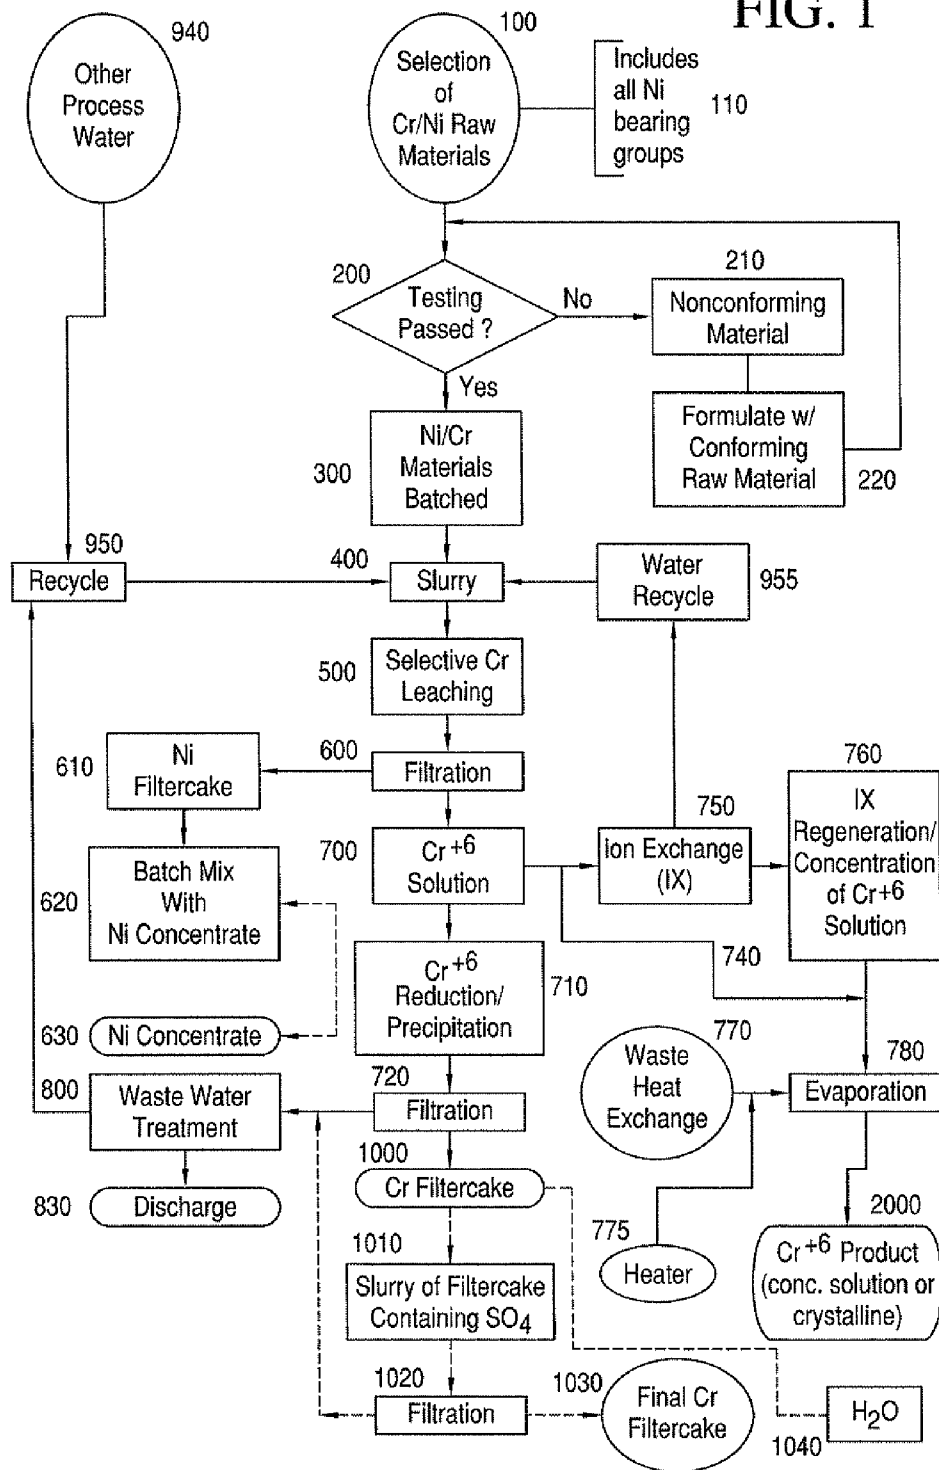 FIG. 1
940
Other
Process
Water
100
Selection
of
Cr/Ni Raw
Materials
Includes
all Ni
bearing
groups
110
200
Testing
Passed ?
No
Yes
210
Nonconforming
Material
Formulate w/
Conforming
Raw Material
220
300
Ni/Cr
Materials
Batched
950
Recycle
400
Slurry
Water
Recycle
955
500
Selective Cr
Leaching
600
Filtration
610
Ni
Filtercake
620
Batch Mix
With
Ni Concentrate
630
Ni Concentrate
700
Cr+6
Solution
750
Ion Exchange
(IX)
760
IX
Regeneration/
Concentration
of Cr+6
Solution
740
Cr+6
Reduction/
Precipitation
710
720
Filtration
770
Waste
Heat
Exchange
780
Evaporation
800
Waste Water
Treatment
830
Discharge
1000
Cr Filtercake
775
Heater
2000
Cr+6 Product
(conc. solution or
crystalline)
1010
Slurry of Filtercake
Containing SO4
1020
Filtration
1030
Final Cr
Filtercake
1040
H2O